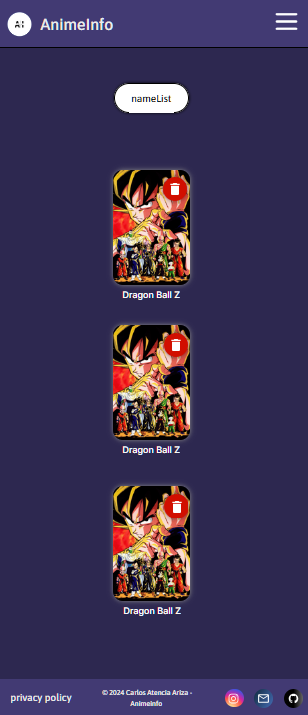 Ai
AnimeInfo
nameList
Dragon Ball Z
Dragon Ball Z
Dragon Ball Z
privacy policy
© 2024 Carlos Atencia Ariza -
AnimeInfo